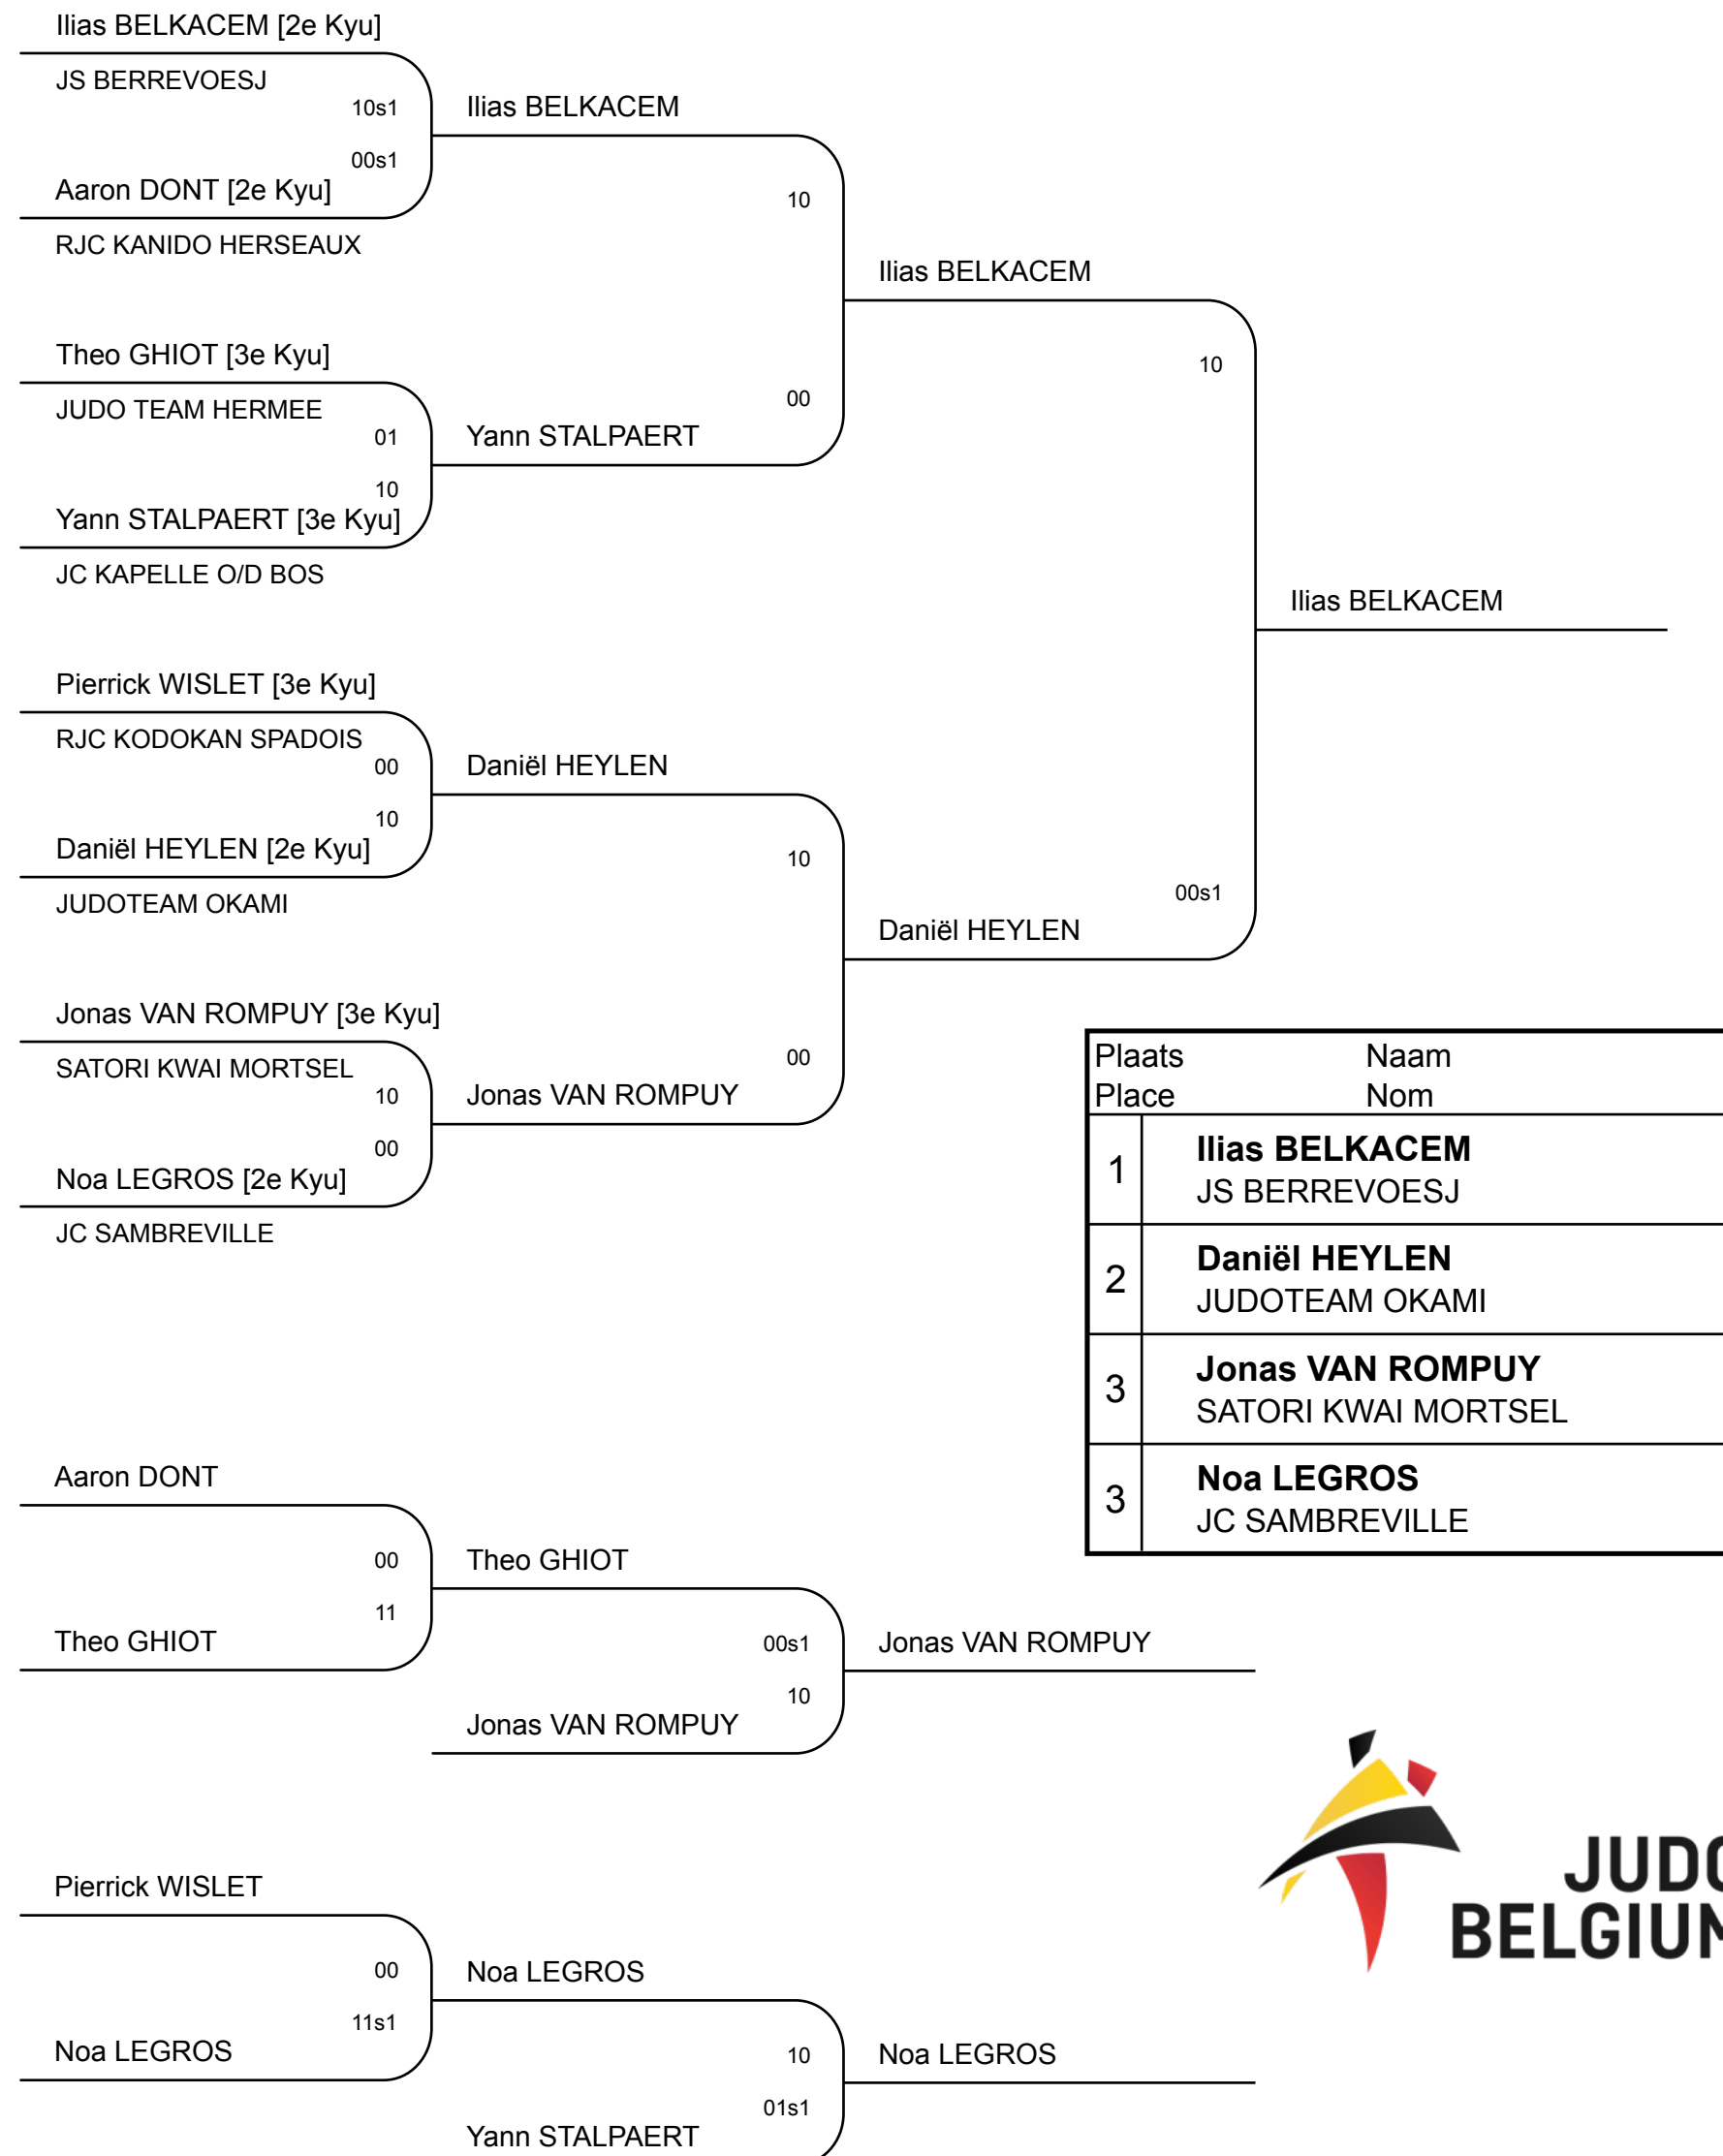 Ilias BELKACEM [2e Kyu]
JS BERREVOESJ
10s1
Ilias BELKACEM
00s1
Aaron DONT [2e Kyu]
10
RJC KANIDO HERSEAUX
Ilias BELKACEM
Theo GHIOT [3e Kyu]
10
JUDO TEAM HERMEE
00
01
Yann STALPAERT
10
Yann STALPAERT [3e Kyu]
JC KAPELLE O/D BOS
Ilias BELKACEM
Pierrick WISLET [3e Kyu]
RJC KODOKAN SPADOIS
00
Daniël HEYLEN
10
Daniël HEYLEN [2e Kyu]
10
JUDOTEAM OKAMI
00s1
Daniël HEYLEN
Jonas VAN ROMPUY [3e Kyu]
SATORI KWAI MORTSEL
00
10
Jonas VAN ROMPUY
00
Noa LEGROS [2e Kyu]
JC SAMBREVILLE
Plaats Naam
Place Nom
1 Ilias BELKACEM
JS BERREVOESJ
2 Daniël HEYLEN
JUDOTEAM OKAMI
3 Jonas VAN ROMPUY
SATORI KWAI MORTSEL
3 Noa LEGROS
JC SAMBREVILLE
Aaron DONT
00
Theo GHIOT
11
Theo GHIOT
00s1
Jonas VAN ROMPUY
10
Jonas VAN ROMPUY
Pierrick WISLET
00
Noa LEGROS
11s1
Noa LEGROS
10
Noa LEGROS
01s1
Yann STALPAERT
JUDO
BELGIUM